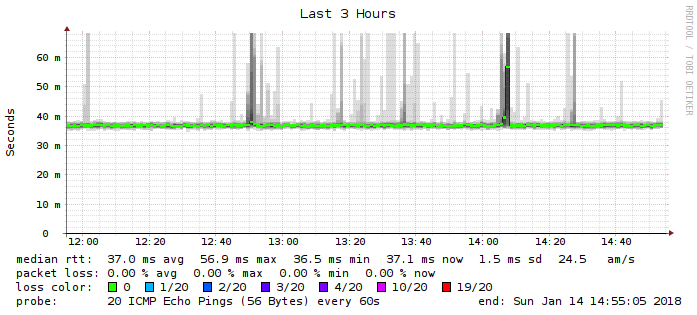 Last 3 Hours
RRDTOOL / TOBI OETIKER
Seconds
60 m
50 m
40 m
30 m
20 m
10 m
0
12:00 12:20 12:40 13:00 13:20 13:40 14:00 14:20 14:40
median rtt: 37.0 ms avg 56.9 ms max 36.5 ms min 37.1 ms now 1.5 ms sd 24.5 am/s
packet loss: 0.00 % avg 0.00 % max 0.00 % min 0.00 % now
loss color: 0 1/20 2/20 3/20 4/20 10/20 19/20
probe: 20 ICMP Echo Pings (56 Bytes) every 60s end: Sun Jan 14 14:55:05 2018